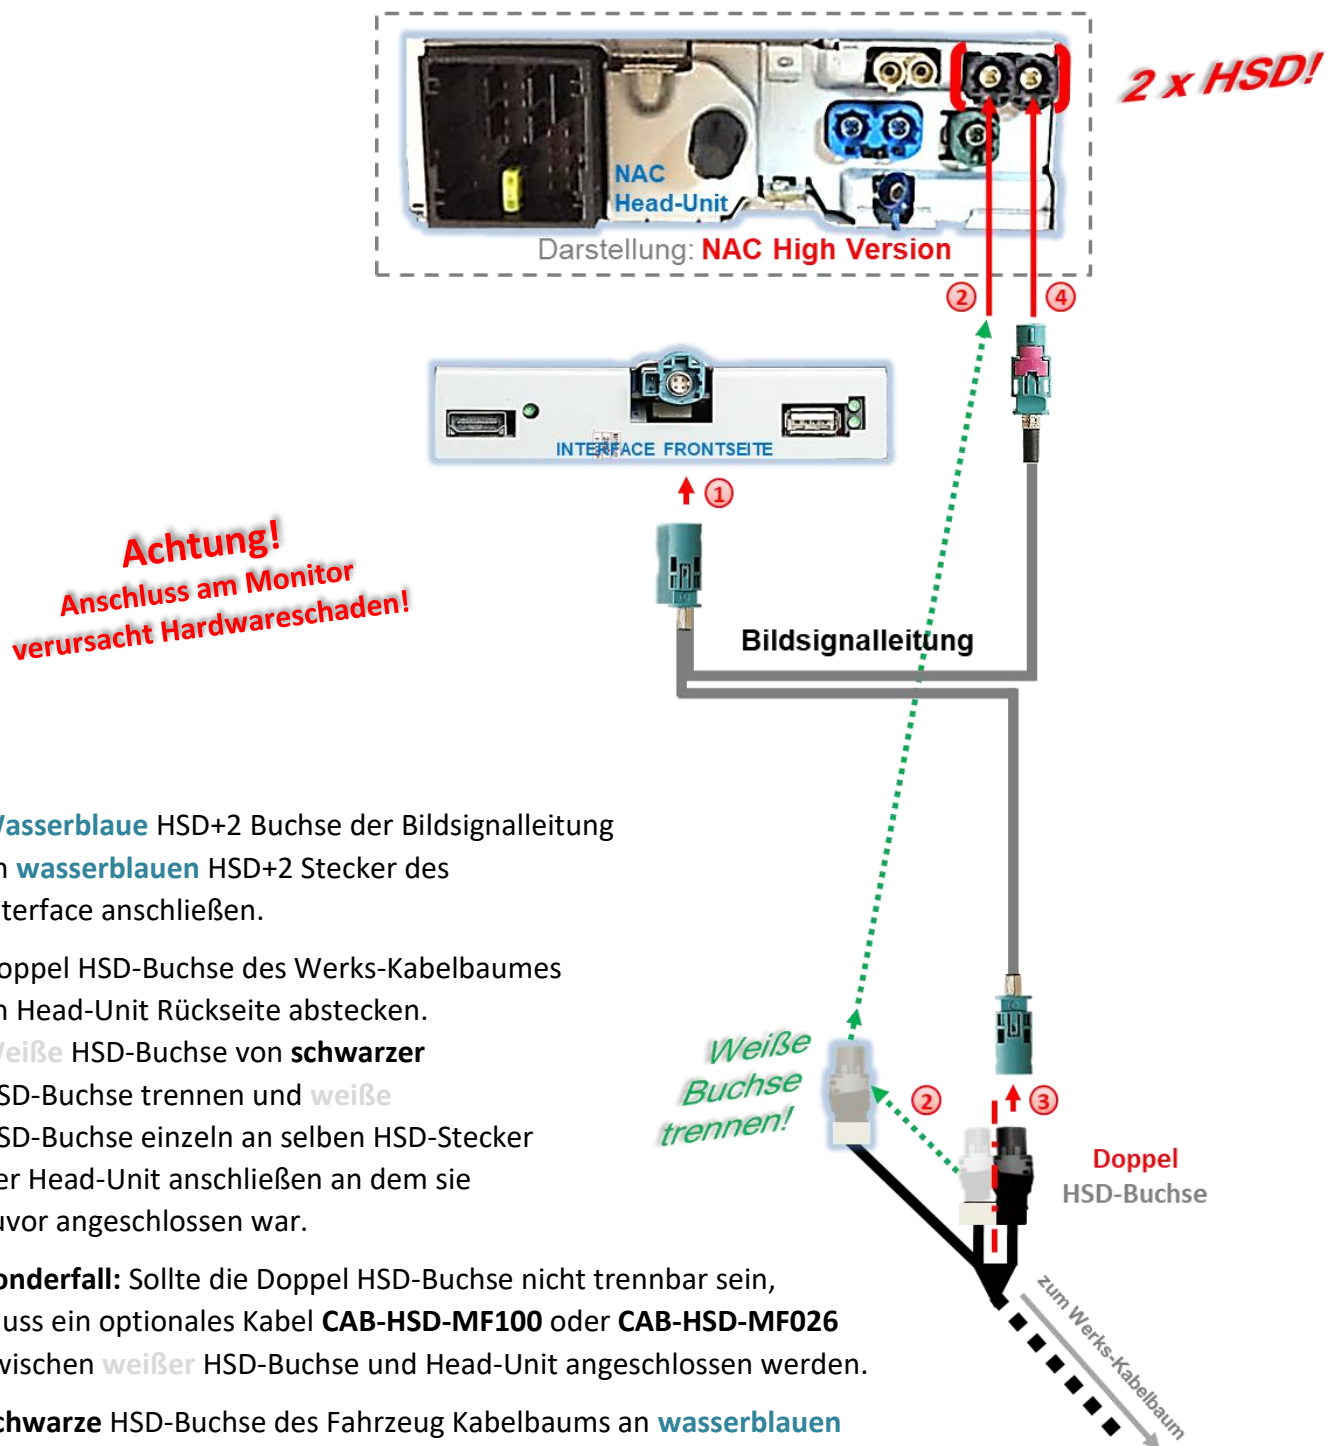 2 x HSD!
NAC
Head-Unit
Darstellung: NAC High Version
2
4
INTERFACE FRONTSEITE
1
Achtung!
Anschluss am Monitor
verursacht Hardwareschaden!
Bildsignalleitung
Wasserblaue HSD+2 Buchse der Bildsignalleitung
n wasserblauen HSD+2 Stecker des
nterface anschließen.
oppel HSD-Buchse des Werks-Kabelbaumes
n Head-Unit Rückseite abstecken.
Weiße HSD-Buchse von schwarzer
HSD-Buchse trennen und weiße
HSD-Buchse einzeln an selben HSD-Stecker
er Head-Unit anschließen an dem sie
uvor angeschlossen war.
Weiße
Buchse
trennen!
2
3
Doppel
HSD-Buchse
onderfall: Sollte die Doppel HSD-Buchse nicht trennbar sein,
uss ein optionales Kabel CAB-HSD-MF100 oder CAB-HSD-MF026
wischen weißer HSD-Buchse und Head-Unit angeschlossen werden.
zum Werks-Kabelbaum
chwarze HSD-Buchse des Fahrzeug Kabelbaums an wasserblauen